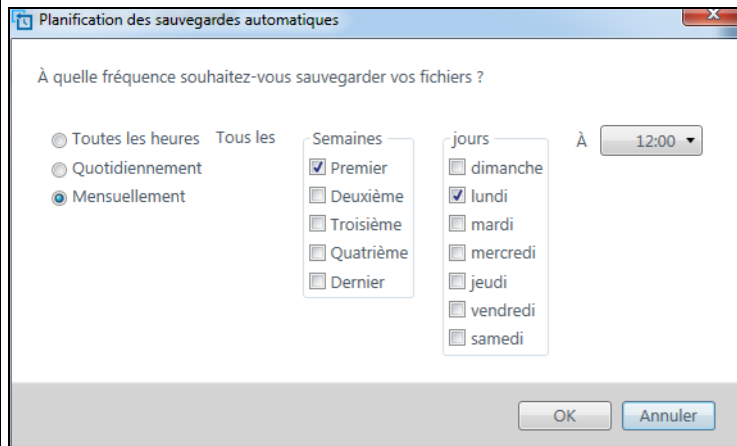 Planification des sauvegardes automatiques
À quelle fréquence souhaitez-vous sauvegarder vos fichiers ?
Toutes les heures
Quotidiennement
Mensuellement
Tous les
Semaines
Premier
Deuxième
Troisième
Quatrième
Dernier
jours
dimanche
lundi
mardi
mercredi
jeudi
vendredi
samedi
À
12:00
OK
Annuler